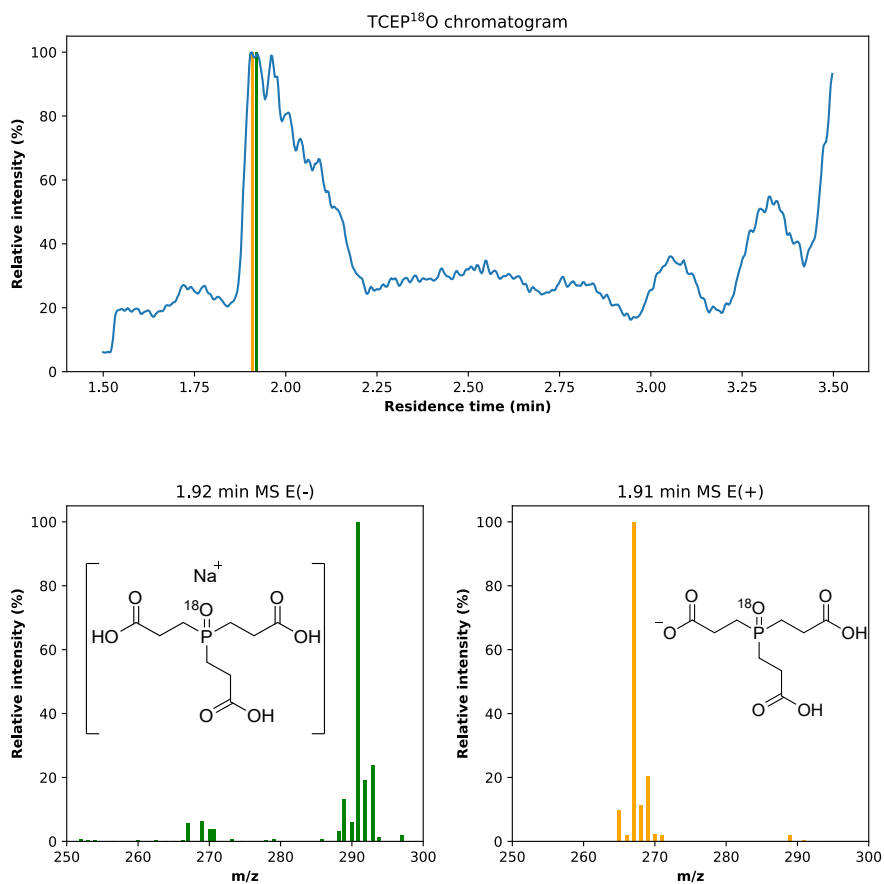 TCEP¹⁸O chromatogram
Relative intensity (%)
100
80
60
40
20
0
1.50 1.75 2.00 2.25 2.50 2.75 3.00 3.25 3.50
Residence time (min)
1.92 min MS E(-)
Relative intensity (%)
100
80
60
40
20
0
Na⁺
O ¹⁸O O
HO P OH
O OH
250 260 270 280 290 300
m/z
1.91 min MS E(+)
Relative intensity (%)
100
80
60
40
20
0
O ¹⁸O O
⁻O P OH
O OH
250 260 270 280 290 300
m/z